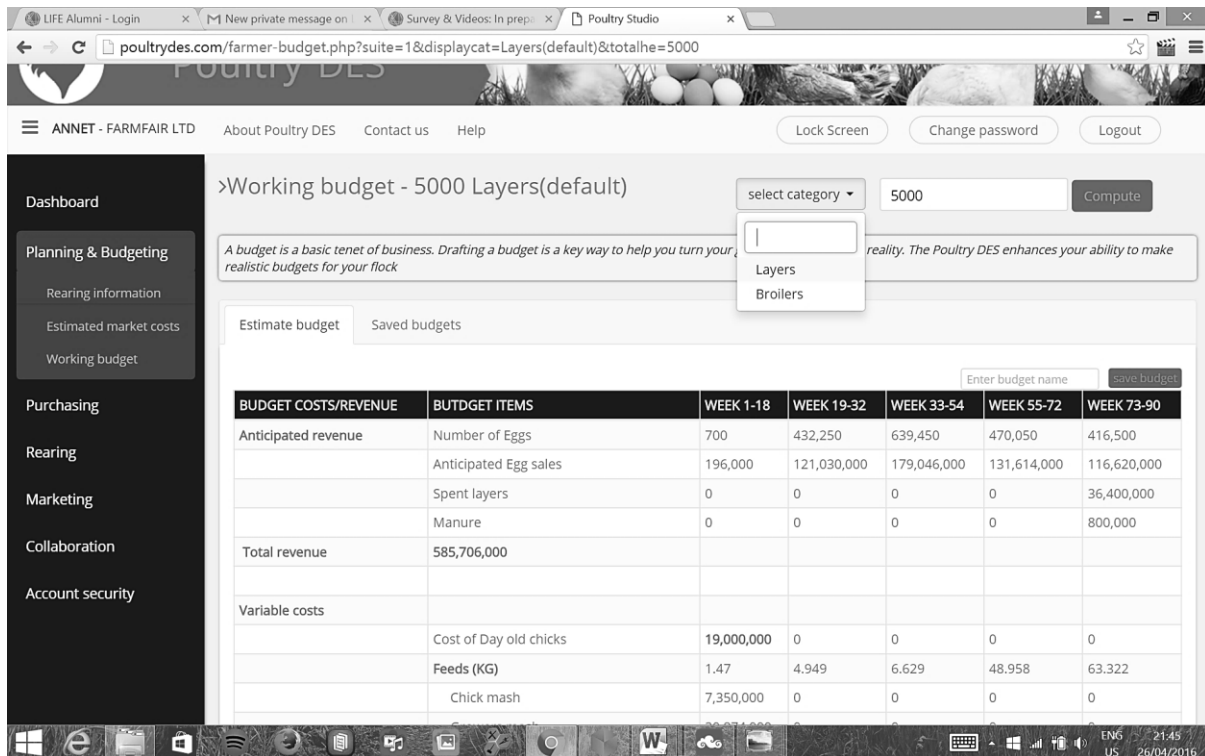 LIFE Alumni - Login
New private message on
Survey & Videos: In prepa
Poultry Studio
poultrydes.com/farmer-budget.php?suite=1&displaycat=Layers(default)&totalhe=5000
Poultry DES
ANNET - FARMFAIR LTD About Poultry DES Contact us Help Lock Screen Change password Logout
Dashboard
Planning & Budgeting
Rearing information
Estimated market costs
Working budget
Purchasing
Rearing
Marketing
Collaboration
Account security
>Working budget - 5000 Layers(default) select category 5000 Compute
Layers
Broilers
A budget is a basic tenet of business. Drafting a budget is a key way to help you turn your reality. The Poultry DES enhances your ability to make
realistic budgets for your flock
Estimate budget Saved budgets
Enter budget name save budget
BUDGET COSTS/REVENUE BUTDGET ITEMS WEEK 1-18 WEEK 19-32 WEEK 33-54 WEEK 55-72 WEEK 73-90
Anticipated revenue Number of Eggs 700 432,250 639,450 470,050 416,500
Anticipated Egg sales 196,000 121,030,000 179,046,000 131,614,000 116,620,000
Spent layers 0 0 0 0 36,400,000
Manure 0 0 0 0 800,000
Total revenue 585,706,000
Variable costs
Cost of Day old chicks 19,000,000 0 0 0 0
Feeds (KG) 1.47 4.949 6.629 48.958 63.322
Chick mash 7,350,000 0 0 0 0
ENG 21:45
US 26/04/2016